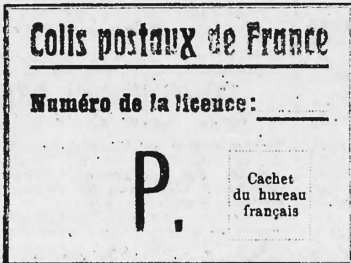 Colis postaux de France
Numéro de la licence:
P.
Cachet
du bureau
français